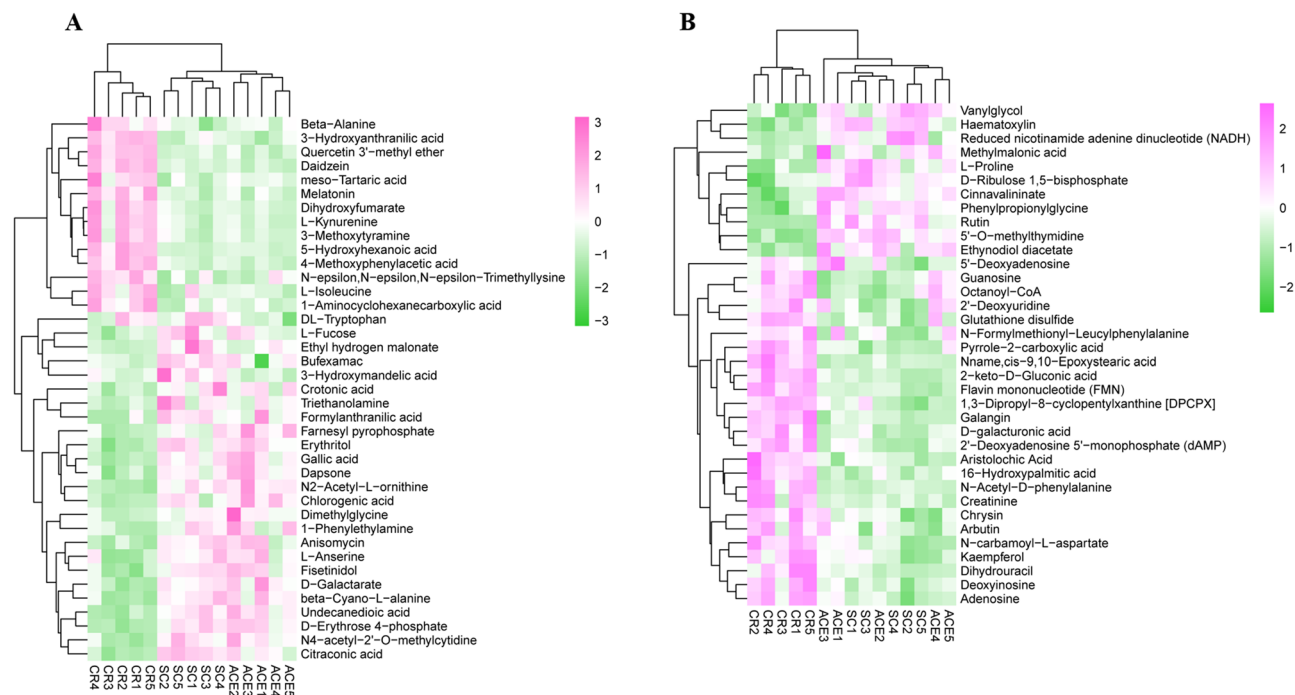 A
Beta−Alanine
3−Hydroxyanthranilic acid
Quercetin 3'−methyl ether
Daidzein
meso−Tartaric acid
Melatonin
Dihydroxyfumarate
L−Kynurenine
3−Methoxytyramine
5−Hydroxyhexanoic acid
4−Methoxyphenylacetic acid
N−epsilon,N−epsilon,N−epsilon−Trimethyllysine
L−Isoleucine
1−Aminocyclohexanecarboxylic acid
DL−Tryptophan
L−Fucose
Ethyl hydrogen malonate
Bufexamac
3−Hydroxymandelic acid
Crotonic acid
Triethanolamine
Formylanthranilic acid
Farnesyl pyrophosphate
Erythritol
Gallic acid
Dapsone
N2−Acetyl−L−ornithine
Chlorogenic acid
Dimethylglycine
1−Phenylethylamine
Anisomycin
L−Anserine
Fisetinidol
D−Galactarate
beta−Cyano−L−alanine
Undecanedioic acid
D−Erythrose 4−phosphate
N4−acetyl−2'−O−methylcytidine
Citraconic acid
CR4
CR3
CR2
CR1
CR5
SC2
SC5
SC1
SC3
SC4
ACE2
ACE3
ACE1
ACE4
ACE5
3
2
1
0
−1
−2
−3
B
Vanylglycol
Haematoxylin
Reduced nicotinamide adenine dinucleotide (NADH)
Methylmalonic acid
L−Proline
D−Ribulose 1,5−bisphosphate
Cinnavalininate
Phenylpropionylglycine
Rutin
5'−O−methylthymidine
Ethynodiol diacetate
5'−Deoxyadenosine
Guanosine
Octanoyl−CoA
2'−Deoxyuridine
Glutathione disulfide
N−Formylmethionyl−Leucylphenylalanine
Pyrrole−2−carboxylic acid
Nname,cis−9,10−Epoxystearic acid
2−keto−D−Gluconic acid
Flavin mononucleotide (FMN)
1,3−Dipropyl−8−cyclopentylxanthine [DPCPX]
Galangin
D−galacturonic acid
2'−Deoxyadenosine 5'−monophosphate (dAMP)
Aristolochic Acid
16−Hydroxypalmitic acid
N−Acetyl−D−phenylalanine
Creatinine
Chrysin
Arbutin
N−carbamoyl−L−aspartate
Kaempferol
Dihydrouracil
Deoxyinosine
Adenosine
CR2
CR4
CR3
CR1
CR5
ACE3
ACE1
SC1
SC3
ACE2
SC4
SC2
SC5
ACE4
ACE5
2
1
0
−1
−2